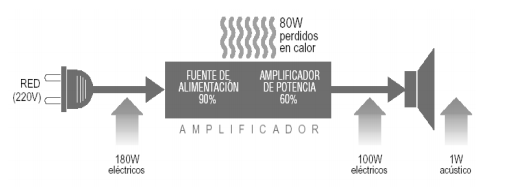 80W
perdidos
en calor
RED
(220V)
FUENTE DE
ALIMENTACIÓN
90%
AMPLIFICADOR
DE POTENCIA
60%
AMPLIFICADOR
180W
eléctricos
100W
eléctricos
1W
acústico